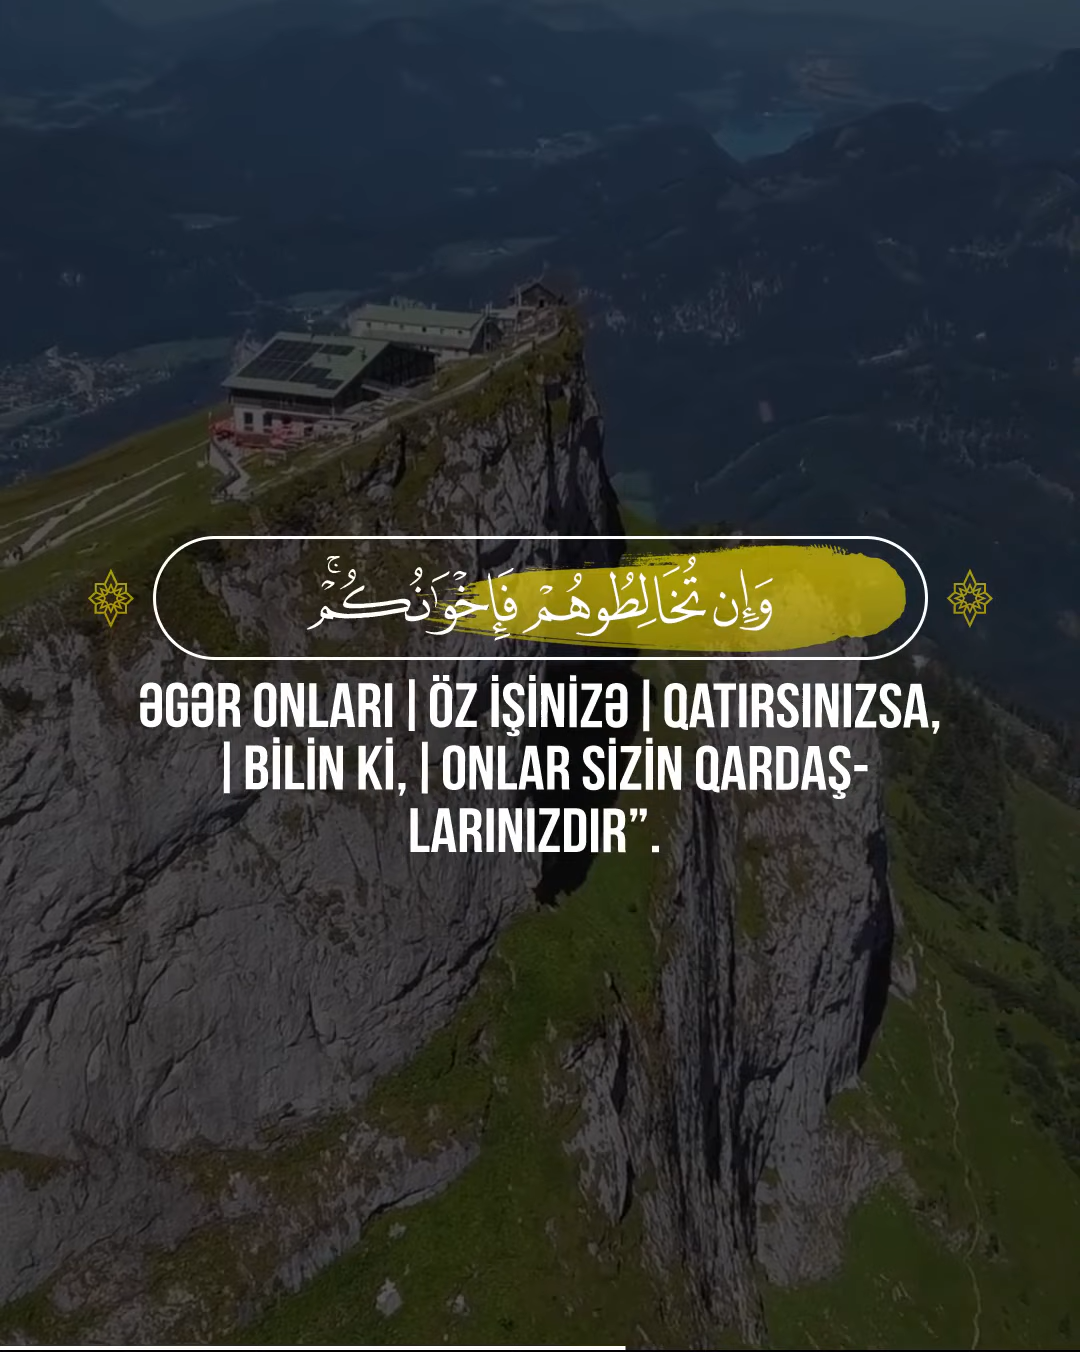 وَإِن تُخَالِطُوهُمْ فَإِخْوَٰنُكُمْ ۚ
ƏGƏR ONLARI | ÖZ İŞİNİZƏ | QATIRSINIZSA,
| BİLİN Kİ, | ONLAR SİZİN QARDAŞ-
LARINIZDIR”.